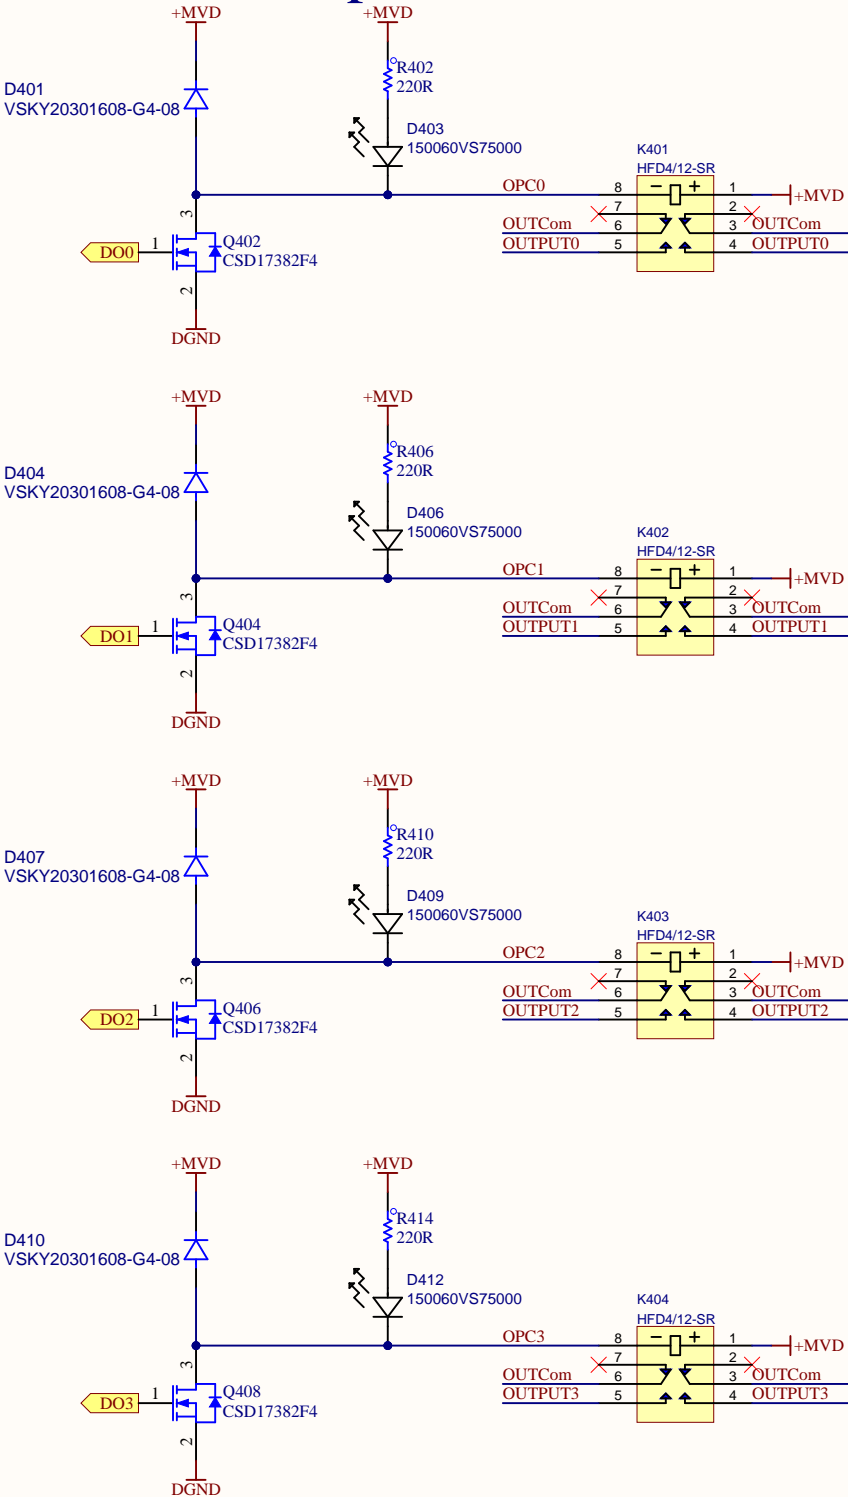 +MVD +MVD
R402
220R
D401
VSKY20301608-G4-08
D403
150060VS75000
K401
HFD4/12-SR
OPC0 8 − + 1 +MVD
7 2
OUTCom 6 3 OUTCom
OUTPUT0 5 4 OUTPUT0
3
DO0 1 Q402
CSD17382F4
2
DGND
+MVD +MVD
R406
220R
D404
VSKY20301608-G4-08
D406
150060VS75000
K402
HFD4/12-SR
OPC1 8 − + 1 +MVD
7 2
OUTCom 6 3 OUTCom
OUTPUT1 5 4 OUTPUT1
3
DO1 1 Q404
CSD17382F4
2
DGND
+MVD +MVD
R410
220R
D407
VSKY20301608-G4-08
D409
150060VS75000
K403
HFD4/12-SR
OPC2 8 − + 1 +MVD
7 2
OUTCom 6 3 OUTCom
OUTPUT2 5 4 OUTPUT2
3
DO2 1 Q406
CSD17382F4
2
DGND
+MVD +MVD
R414
220R
D410
VSKY20301608-G4-08
D412
150060VS75000
K404
HFD4/12-SR
OPC3 8 − + 1 +MVD
7 2
OUTCom 6 3 OUTCom
OUTPUT3 5 4 OUTPUT3
3
DO3 1 Q408
CSD17382F4
2
DGND